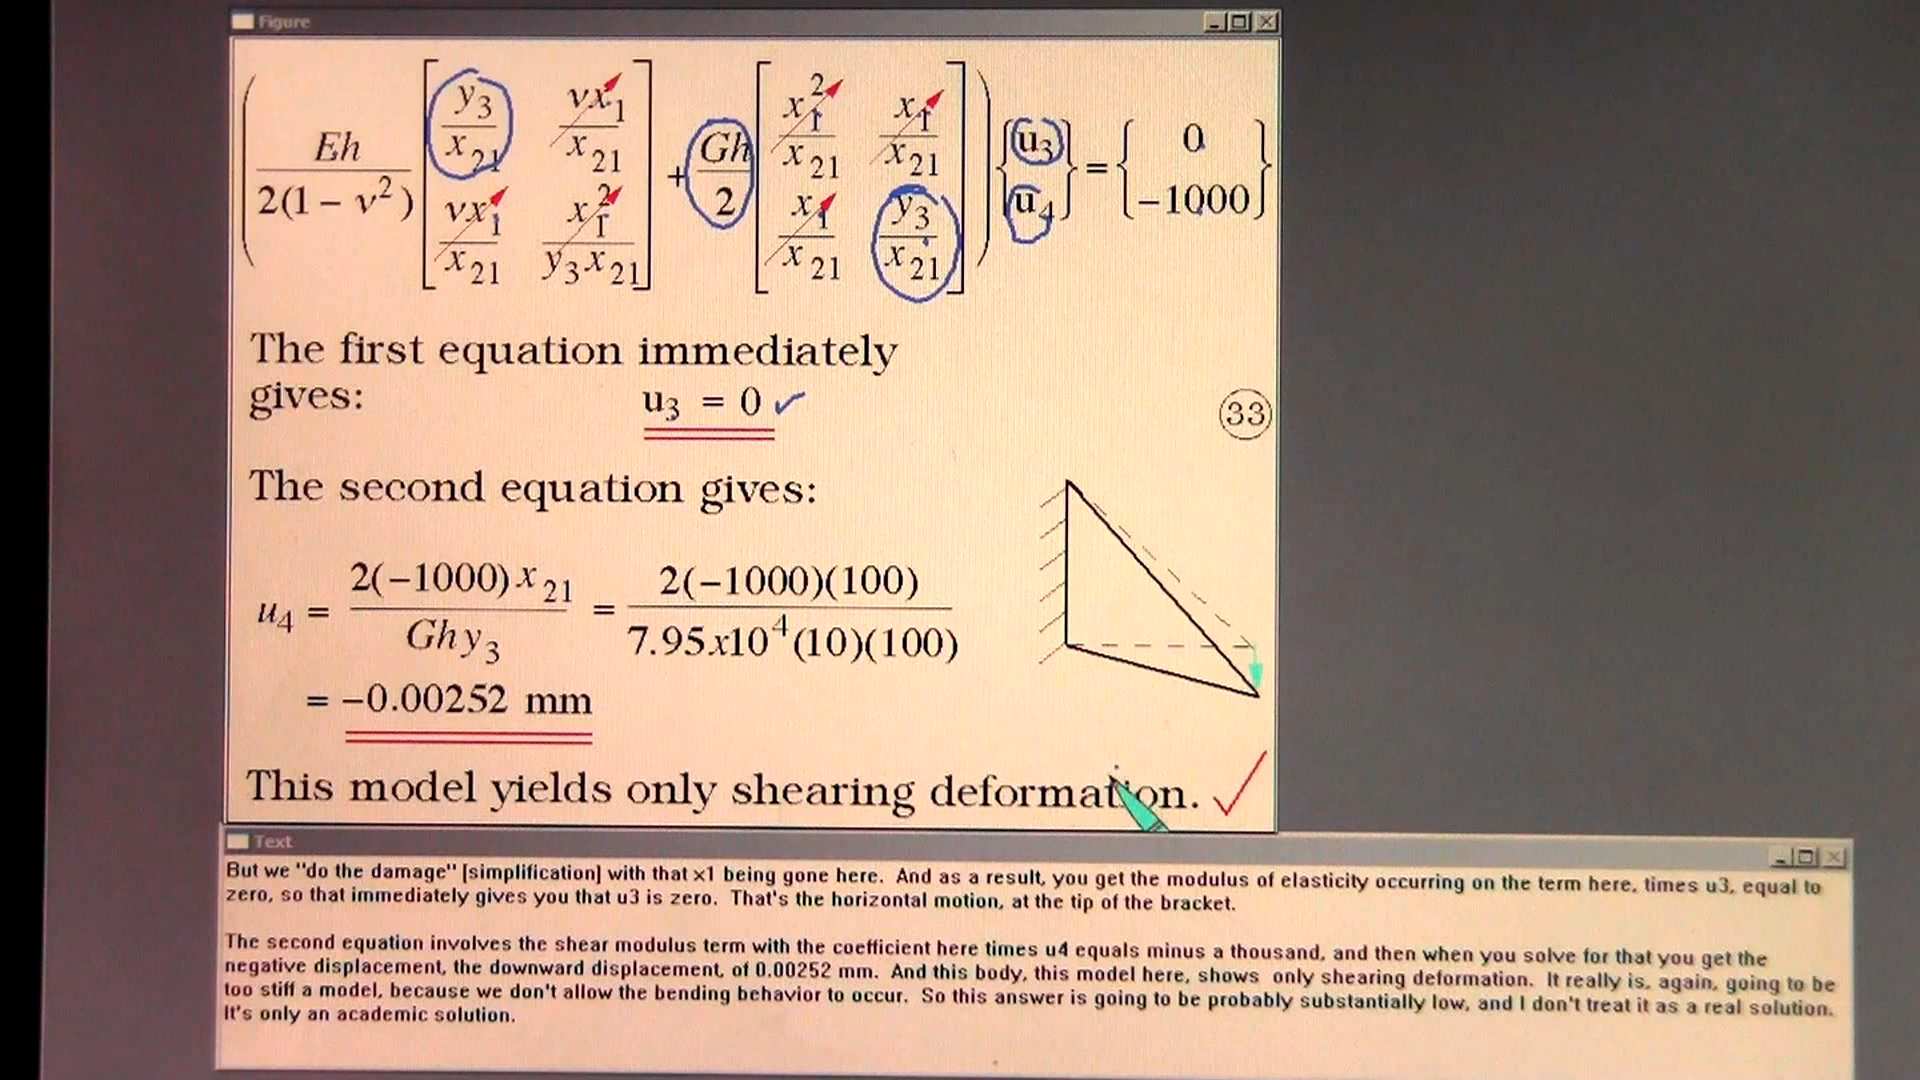 Figure
( Eh / 2(1 − ν²) [ y₃/x₂₁ νx₁/x₂₁ ; νx₁/x₂₁ x₁²/y₃x₂₁ ] + Gh/2 [ x₁²/x₂₁ x₁/x₂₁ ; x₁/x₂₁ y₃/x₂₁ ] ) { u₃ ; u₄ } = { 0 ; −1000 }
The first equation immediately
gives: u₃ = 0
33
The second equation gives:
u₄ = 2(−1000)x₂₁ / Ghy₃ = 2(−1000)(100) / 7.95x10⁴(10)(100)
= −0.00252 mm
This model yields only shearing deformation.
Text
But we "do the damage" [simplification] with that x1 being gone here. And as a result, you get the modulus of elasticity occurring on the term here, times u3, equal to
zero, so that immediately gives you that u3 is zero. That's the horizontal motion, at the tip of the bracket.
The second equation involves the shear modulus term with the coefficient here times u4 equals minus a thousand, and then when you solve for that you get the
negative displacement, the downward displacement, of 0.00252 mm. And this body, this model here, shows only shearing deformation. It really is, again, going to be
too stiff a model, because we don't allow the bending behavior to occur. So this answer is going to be probably substantially low, and I don't treat it as a real solution.
It's only an academic solution.